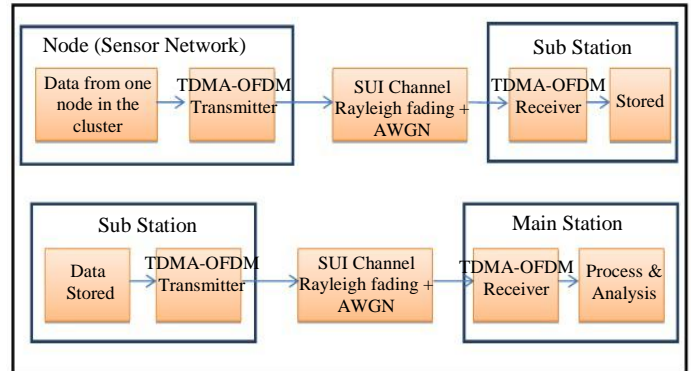 Node (Sensor Network)
Data from one
node in the
cluster
TDMA-OFDM
Transmitter
SUI Channel
Rayleigh fading +
AWGN
Sub Station
TDMA-OFDM
Receiver
Stored
Sub Station
Data
Stored
TDMA-OFDM
Transmitter
SUI Channel
Rayleigh fading +
AWGN
Main Station
TDMA-OFDM
Receiver
Process &
Analysis